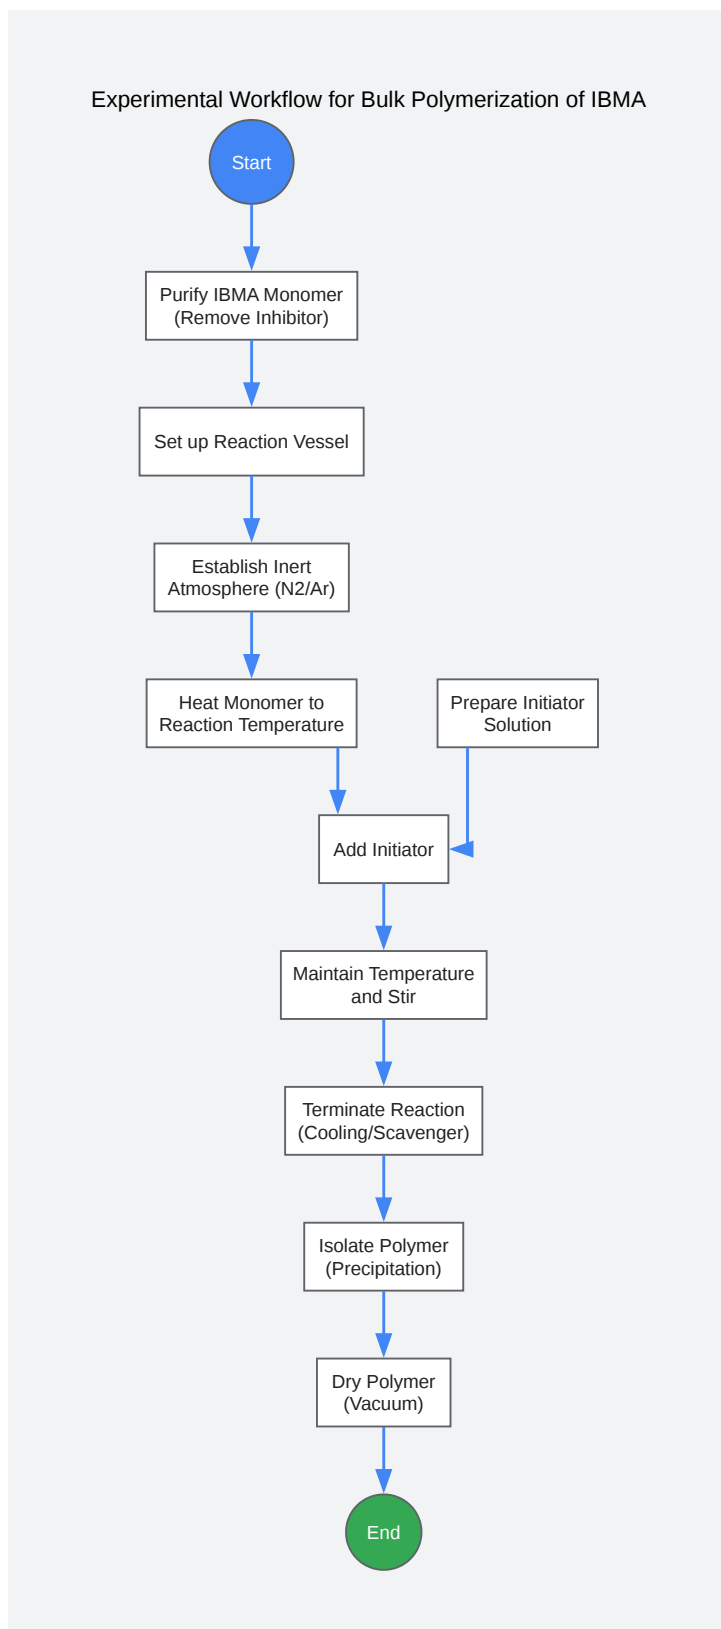 Experimental Workflow for Bulk Polymerization of IBMA
Start
Purify IBMA Monomer
(Remove Inhibitor)
Set up Reaction Vessel
Establish Inert
Atmosphere (N2/Ar)
Heat Monomer to
Reaction Temperature
Prepare Initiator
Solution
Add Initiator
Maintain Temperature
and Stir
Terminate Reaction
(Cooling/Scavenger)
Isolate Polymer
(Precipitation)
Dry Polymer
(Vacuum)
End